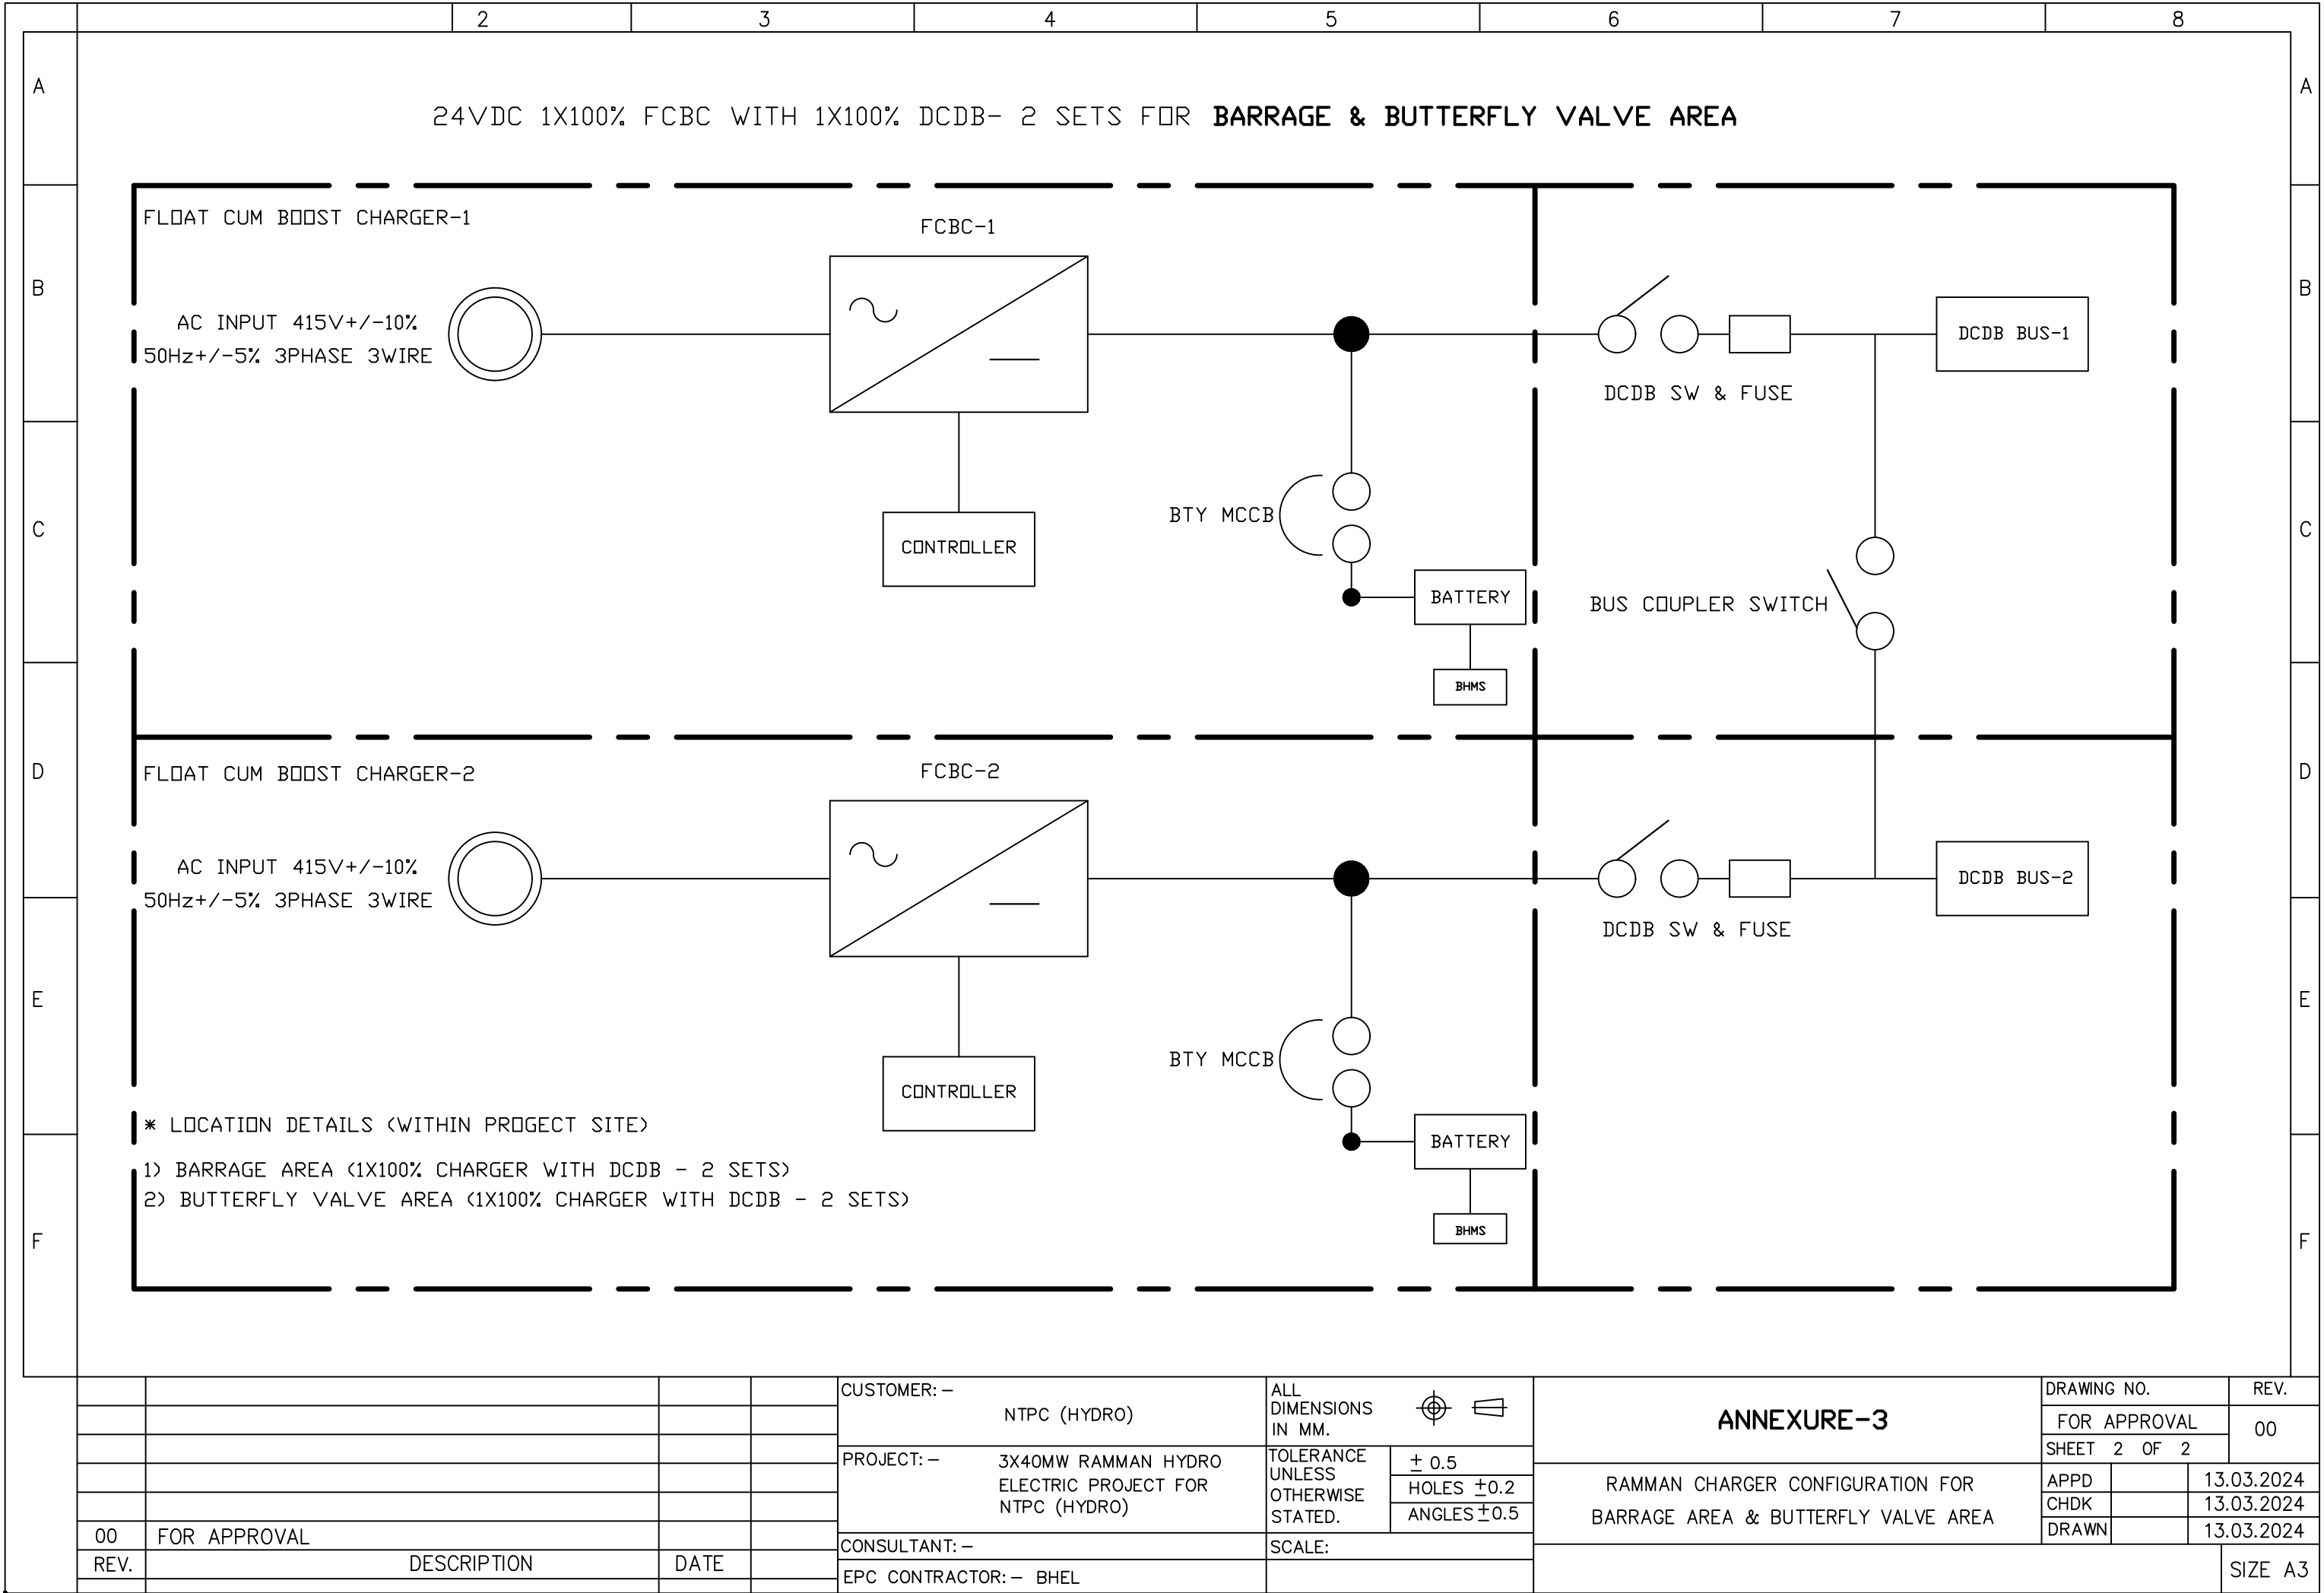 2 3 4 5 6 7 8
A A
24VDC 1X100% FCBC WITH 1X100% DCDB- 2 SETS FOR BARRAGE & BUTTERFLY VALVE AREA
FLOAT CUM BOOST CHARGER-1
FCBC-1
B B
AC INPUT 415V+/-10%
50Hz+/-5% 3PHASE 3WIRE
DCDB BUS-1
DCDB SW & FUSE
C C
BTY MCCB
CONTROLLER
BATTERY
BUS COUPLER SWITCH
BHMS
D D
FLOAT CUM BOOST CHARGER-2
FCBC-2
AC INPUT 415V+/-10%
50Hz+/-5% 3PHASE 3WIRE
DCDB BUS-2
DCDB SW & FUSE
E E
BTY MCCB
CONTROLLER
BATTERY
BHMS
* LOCATION DETAILS (WITHIN PROGECT SITE)
1) BARRAGE AREA (1X100% CHARGER WITH DCDB - 2 SETS)
2) BUTTERFLY VALVE AREA (1X100% CHARGER WITH DCDB - 2 SETS)
F F
00 FOR APPROVAL
REV. DESCRIPTION DATE
CUSTOMER:-
NTPC (HYDRO)
PROJECT:- 3X40MW RAMMAN HYDRO
ELECTRIC PROJECT FOR
NTPC (HYDRO)
CONSULTANT:-
EPC CONTRACTOR:- BHEL
ALL
DIMENSIONS
IN MM.
TOLERANCE
UNLESS
OTHERWISE
STATED.
± 0.5
HOLES ±0.2
ANGLES±0.5
SCALE:
ANNEXURE-3
RAMMAN CHARGER CONFIGURATION FOR
BARRAGE AREA & BUTTERFLY VALVE AREA
DRAWING NO. REV.
FOR APPROVAL 00
SHEET 2 OF 2
APPD 13.03.2024
CHDK 13.03.2024
DRAWN 13.03.2024
SIZE A3